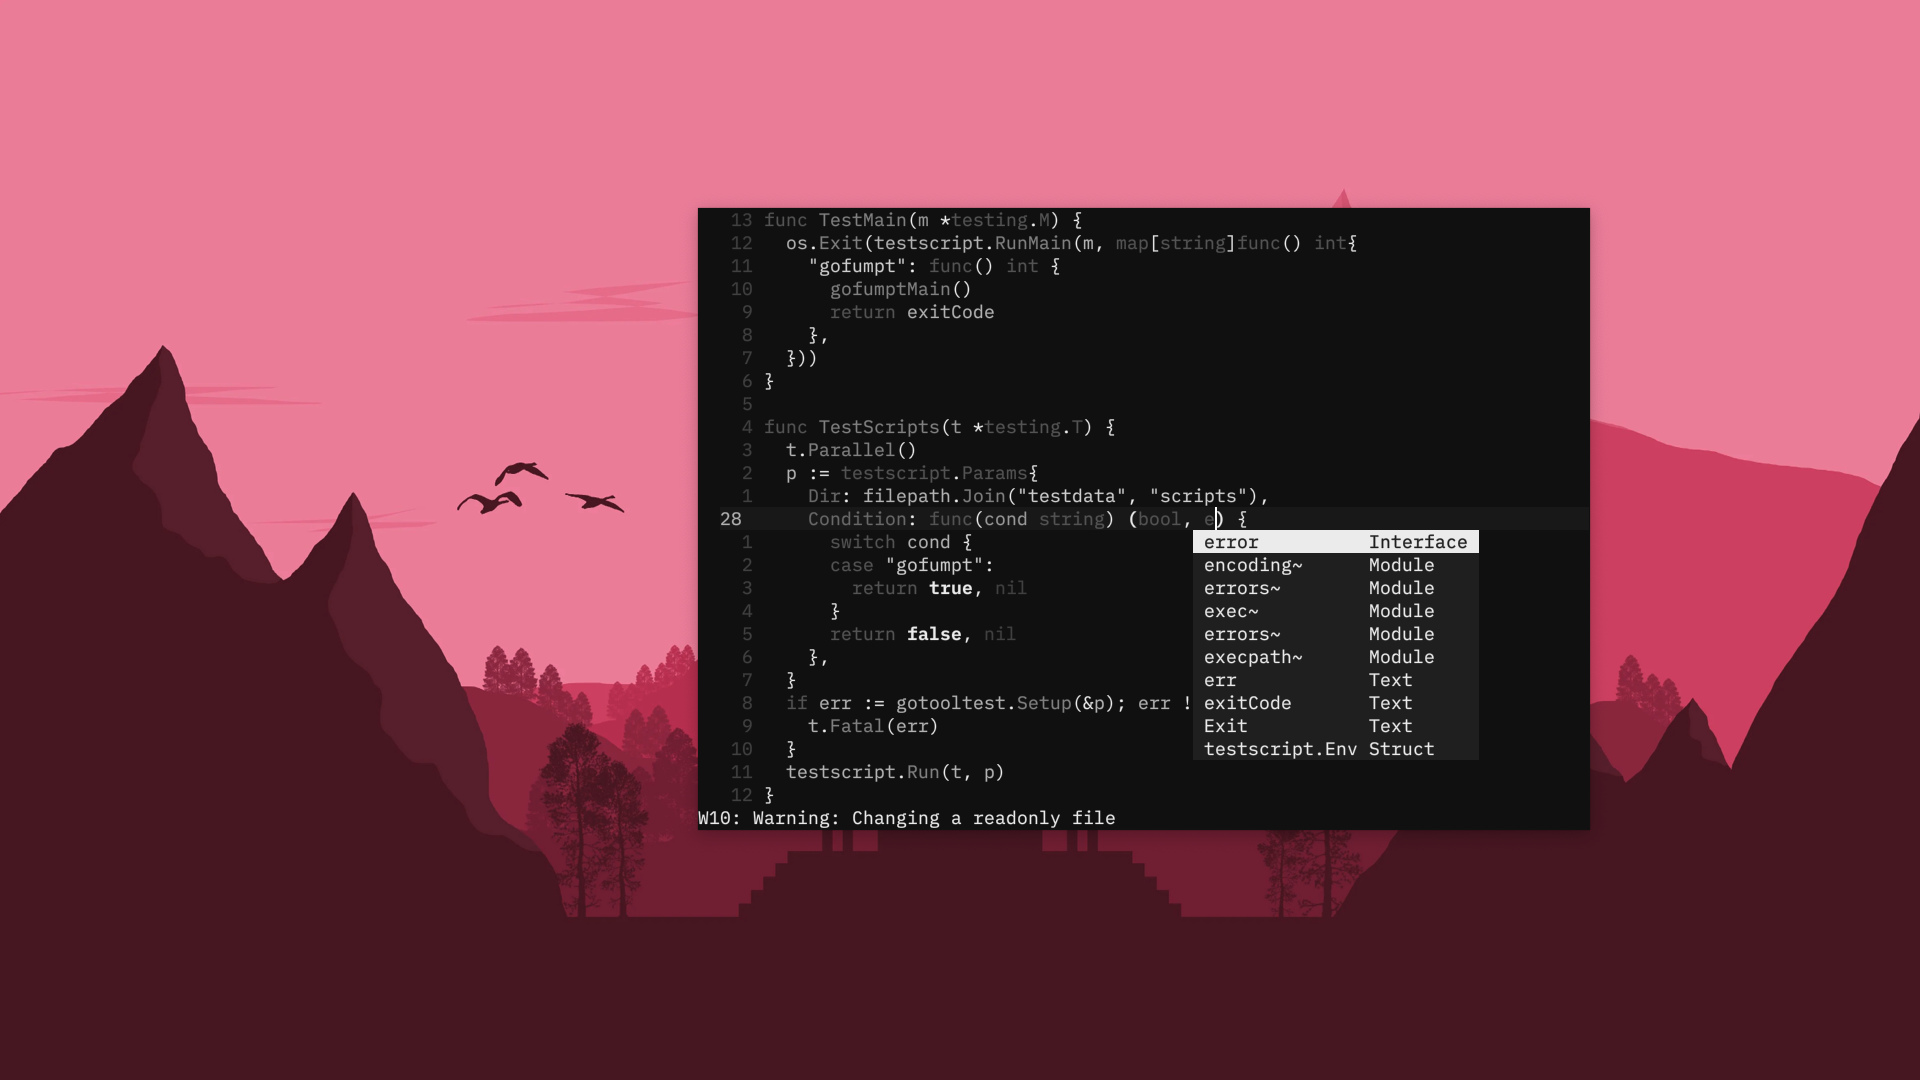 13 func TestMain(m *testing.M) {
12   os.Exit(testscript.RunMain(m, map[string]func() int{
11     "gofumpt": func() int {
10       gofumptMain()
9       return exitCode
8     },
7   }))
6 }
5
4 func TestScripts(t *testing.T) {
3   t.Parallel()
2   p := testscript.Params{
1     Dir: filepath.Join("testdata", "scripts"),
28     Condition: func(cond string) (bool, e) {
1       switch cond {
error Interface
2       case "gofumpt":
encoding~ Module
3         return true, nil
errors~ Module
4       }
exec~ Module
5       return false, nil
errors~ Module
6     },
execpath~ Module
7   }
err Text
8   if err := gotooltest.Setup(&p); err !
exitCode Text
9     t.Fatal(err)
Exit Text
10   }
testscript.Env Struct
11   testscript.Run(t, p)
12 }
W10: Warning: Changing a readonly file